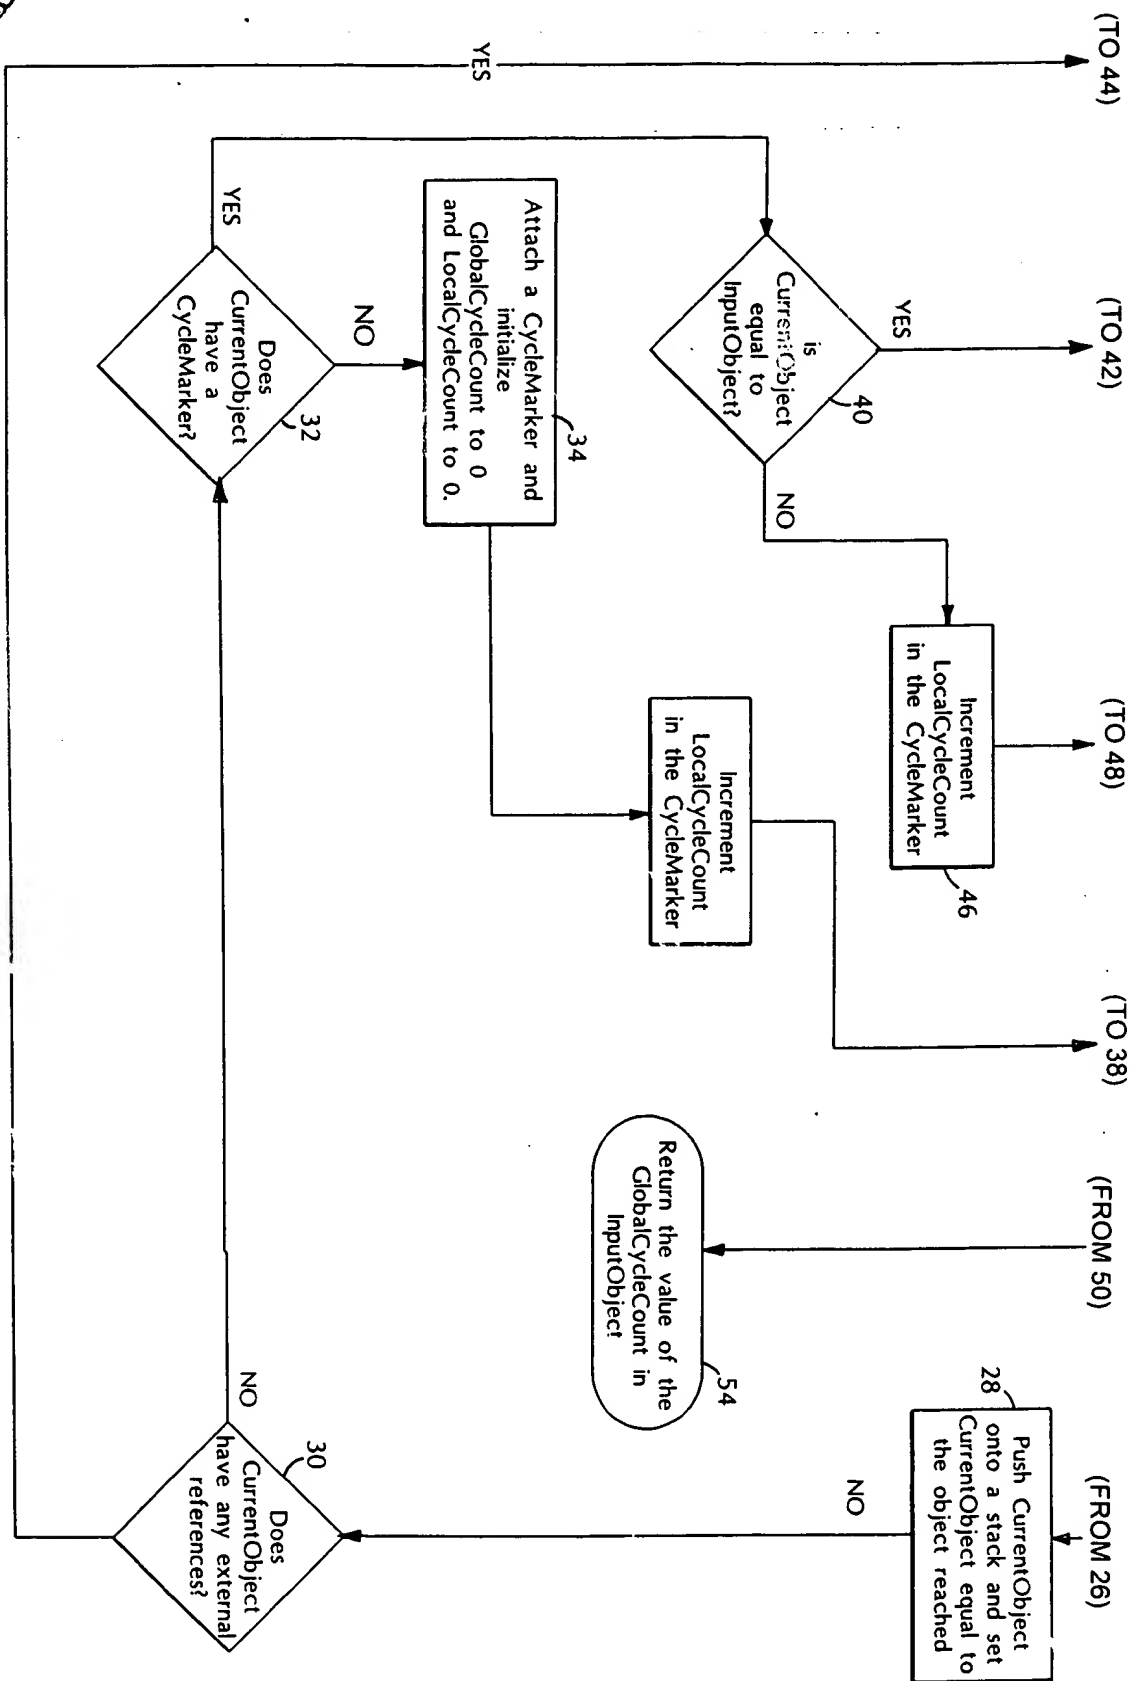 (TO 44)
(TO 42)
(TO 48)
(TO 38)
(FROM 50)
(FROM 26)
YES
28
Push CurrentObject
onto a stack and set
CurrentObject equal to
the object reached
NO
30
Does
CurrentObject
have any external
references?
NO
Does
CurrentObject
have a
CycleMarker?
32
YES
NO
Attach a CycleMarker and
initialize
GlobalCycleCount to 0
and LocalCycleCount to 0.
34
Increment
LocalCycleCount
in the CycleMarker
is
CurrentObject
equal to
InputObject?
40
YES
NO
Increment
LocalCycleCount
in the CycleMarker
46
Return the value of the
GlobalCycleCount in
InputObject
54